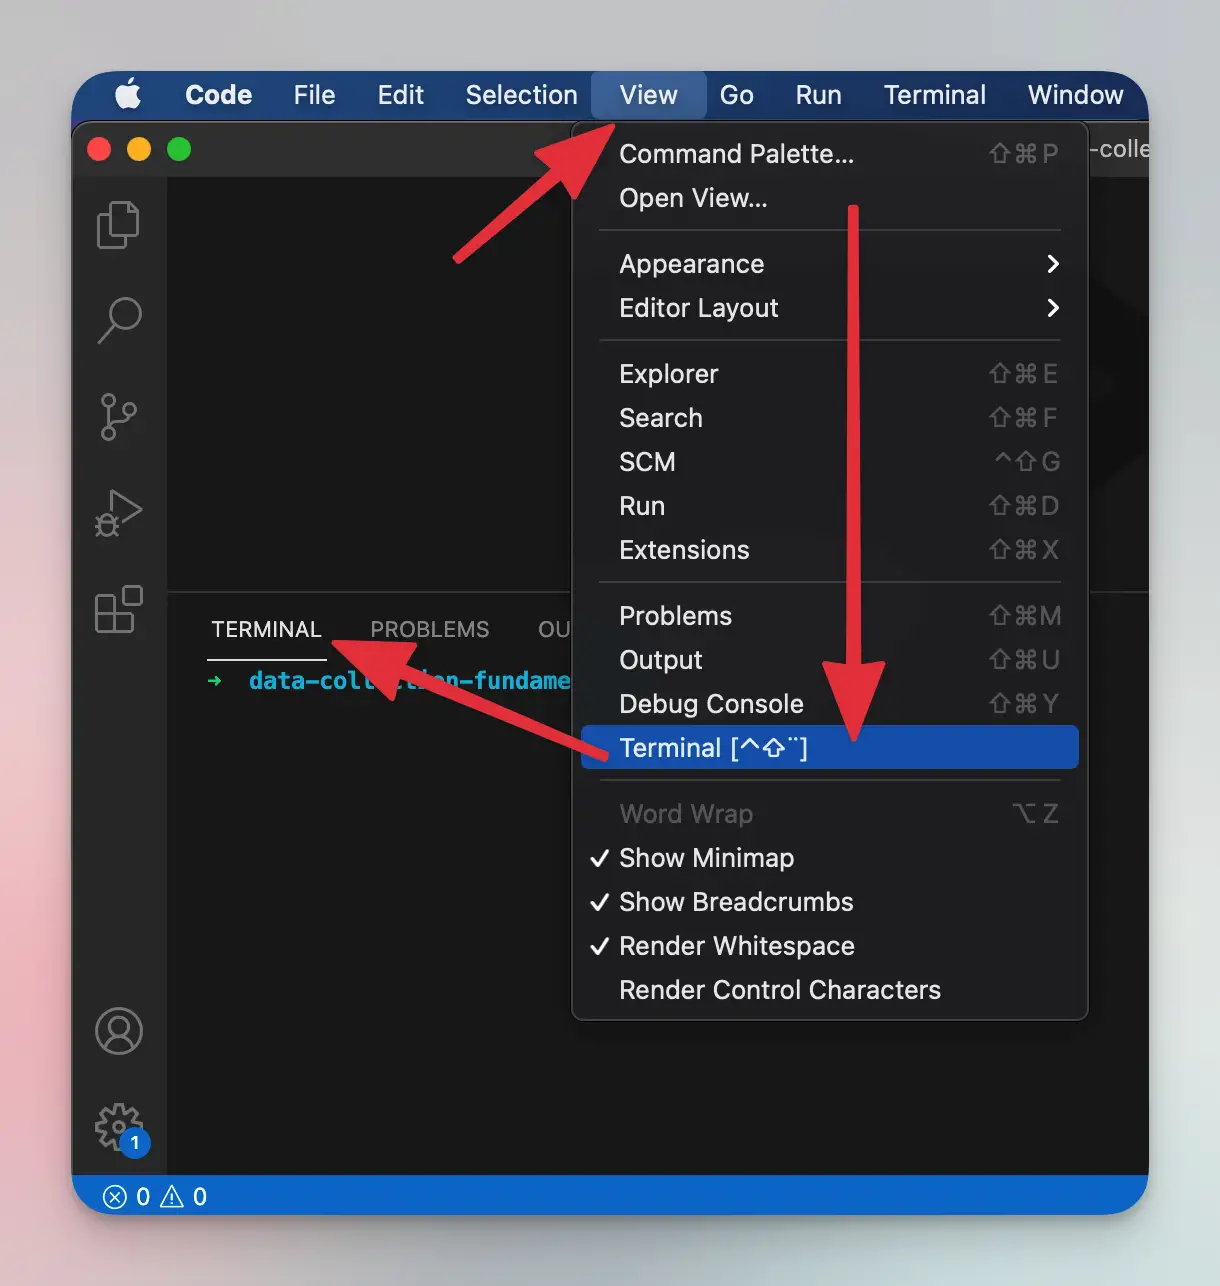 Code File Edit Selection View Go Run Terminal Window
-colle
Command Palette... ⇧⌘P
Open View...
Appearance
Editor Layout
Explorer ⇧⌘E
Search ⇧⌘F
SCM ^⇧G
Run ⇧⌘D
Extensions ⇧⌘X
Problems ⇧⌘M
Output ⇧⌘U
Debug Console ⇧⌘Y
Terminal [^⇧¨]
Word Wrap ⌥Z
✓ Show Minimap
✓ Show Breadcrumbs
✓ Render Whitespace
Render Control Characters
TERMINAL PROBLEMS OU
→ data-collection-fundame
1
0 0